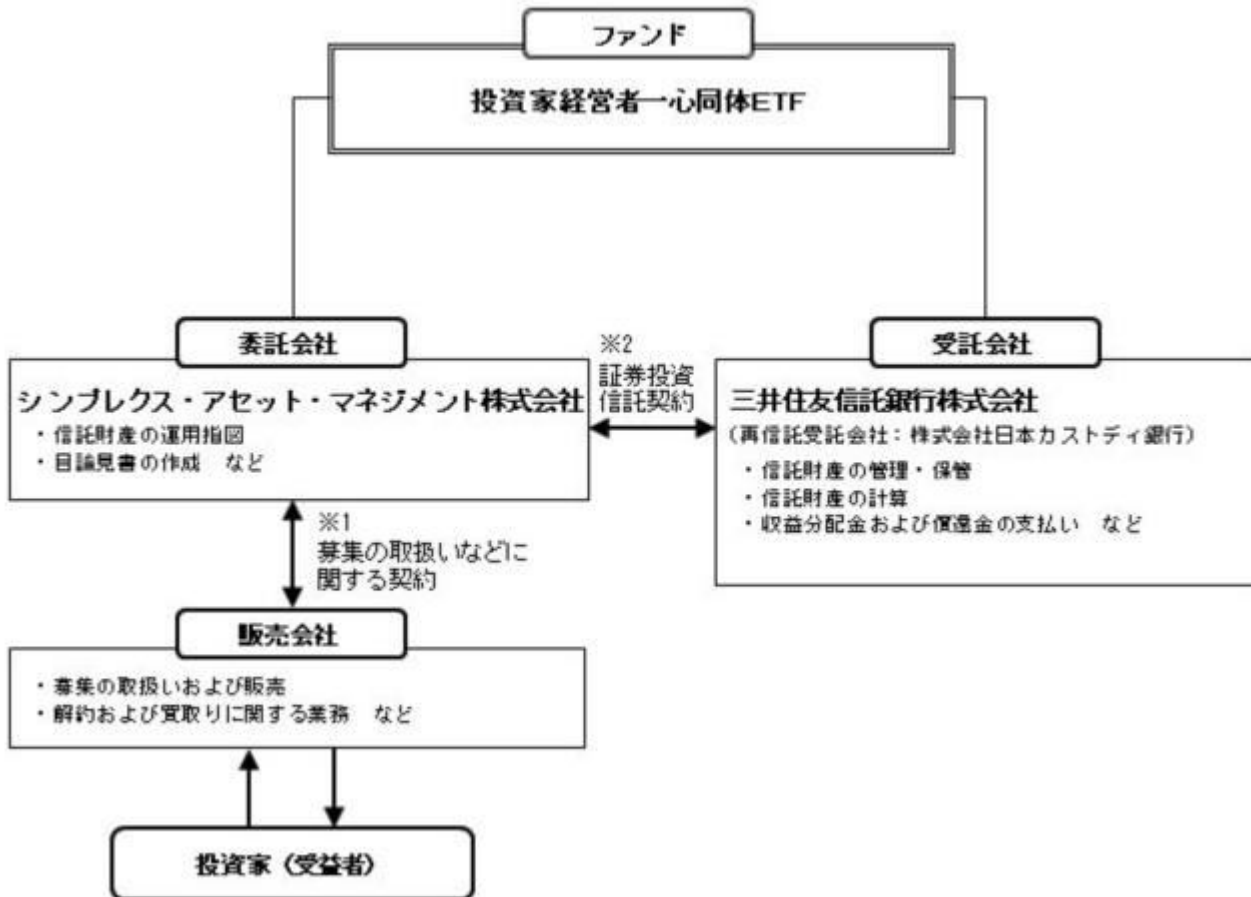 ファンド
投資家経営者一心同体ETF
委託会社
シンプレクス・アセット・マネジメント株式会社
・信託財産の運用指図
・目論見書の作成　など
※2
証券投資
信託契約
受託会社
三井住友信託銀行株式会社
(再信託受託会社：株式会社日本カストディ銀行)
・信託財産の管理・保管
・信託財産の計算
・収益分配金および償還金の支払い　など
※1
募集の取扱いなどに
関する契約
販売会社
・募集の取扱いおよび販売
・解約および買取りに関する業務　など
投資家（受益者）